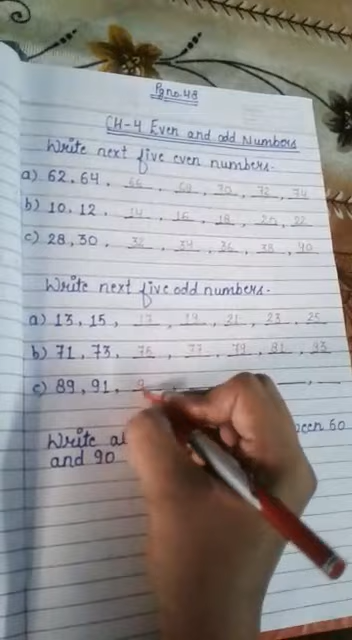 Pg no. 48
CH-4 Even and odd Numbers
Write next five even numbers.
a) 62, 64, 66, 68, 70, 72, 74
b) 10, 12, 14, 16, 18, 20, 22
c) 28, 30, 32, 34, 36, 38, 40
Write next five odd numbers.
a) 13, 15, 17, 19, 21, 23, 25
b) 71, 73, 75, 77, 79, 81, 83
c) 89, 91, 9
Write 60
and 90